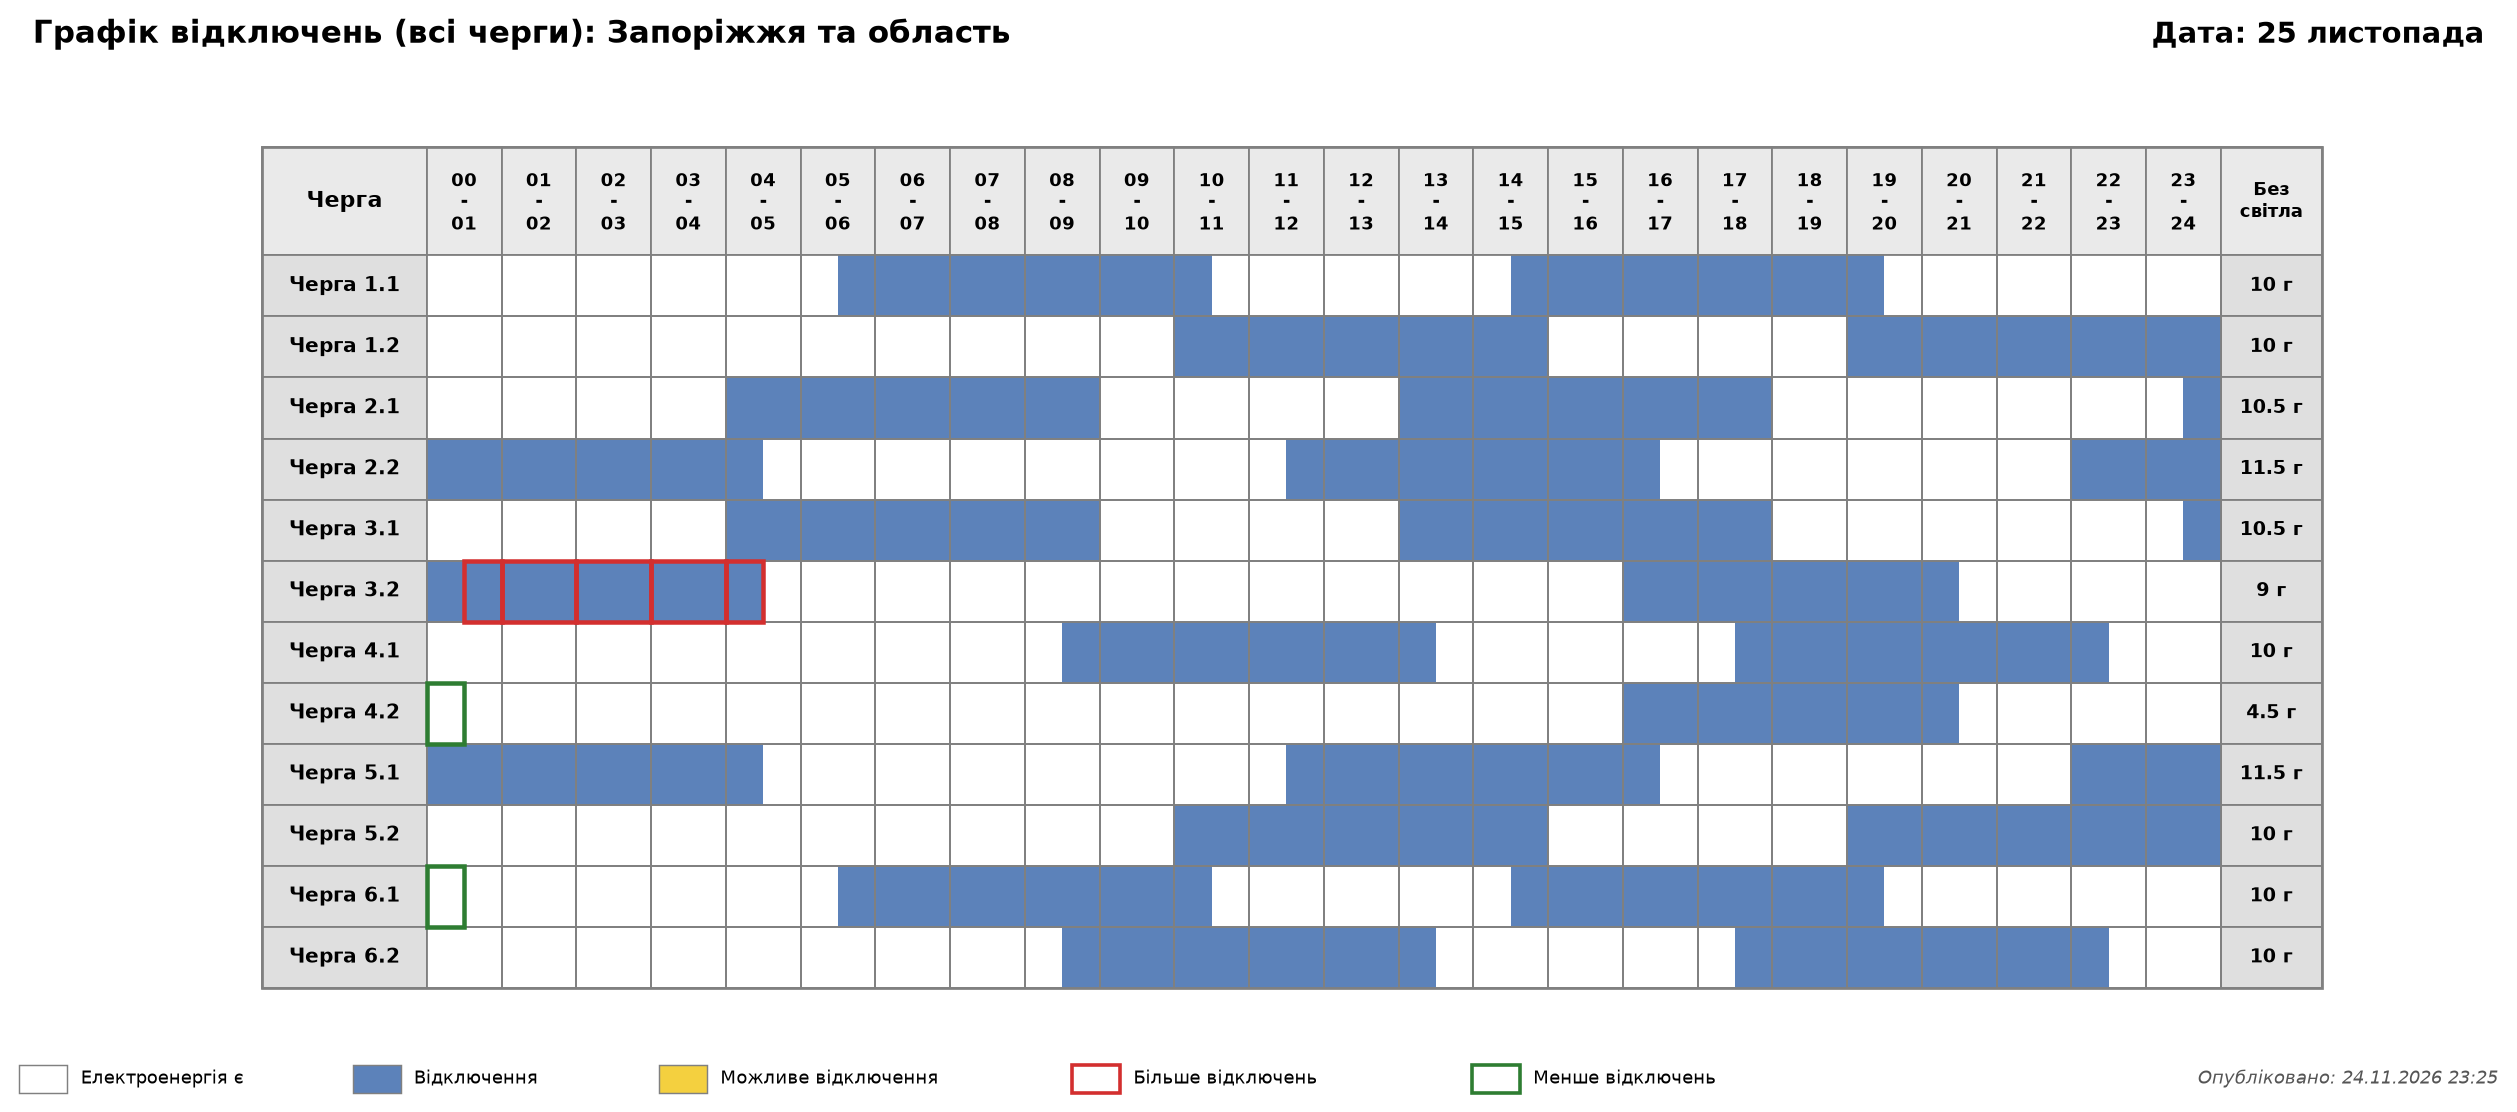 Графік відключень (всі черги): Запоріжжя та область
Дата: 25 листопада
Черга 00 - 01 01 - 02 02 - 03 03 - 04 04 - 05 05 - 06 06 - 07 07 - 08 08 - 09 09 - 10 10 - 11 11 - 12 12 - 13 13 - 14 14 - 15 15 - 16 16 - 17 17 - 18 18 - 19 19 - 20 20 - 21 21 - 22 22 - 23 23 - 24 Без світла
Черга 1.1 10 г
Черга 1.2 10 г
Черга 2.1 10.5 г
Черга 2.2 11.5 г
Черга 3.1 10.5 г
Черга 3.2 9 г
Черга 4.1 10 г
Черга 4.2 4.5 г
Черга 5.1 11.5 г
Черга 5.2 10 г
Черга 6.1 10 г
Черга 6.2 10 г
Електроенергія є
Відключення
Можливе відключення
Більше відключень
Менше відключень
Опубліковано: 24.11.2026 23:25